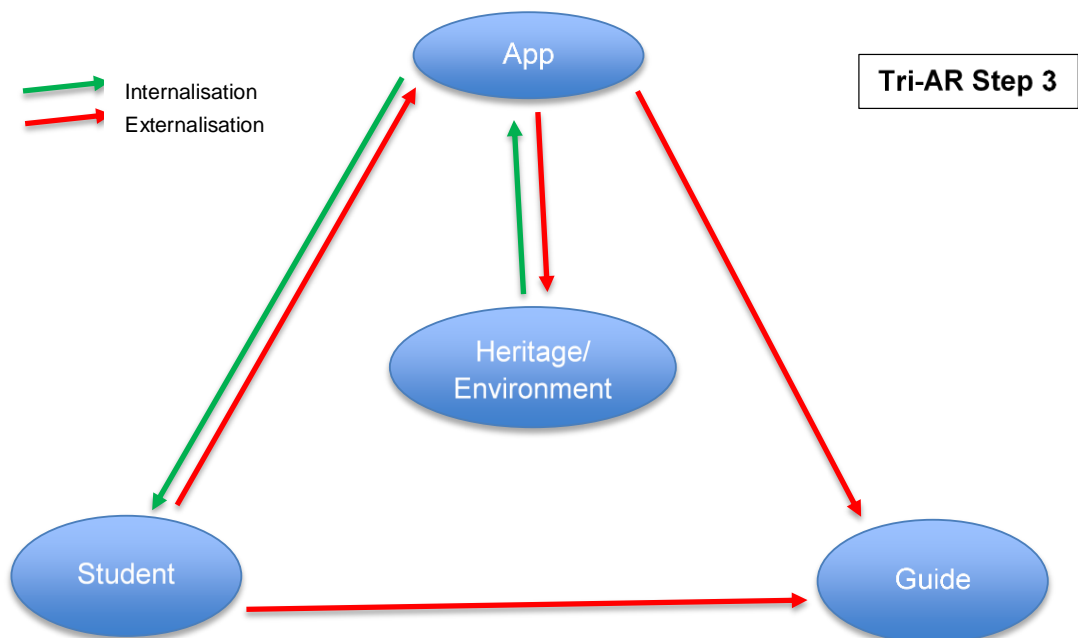 App
Tri-AR Step 3
Internalisation
Externalisation
Heritage/
Environment
Student
Guide